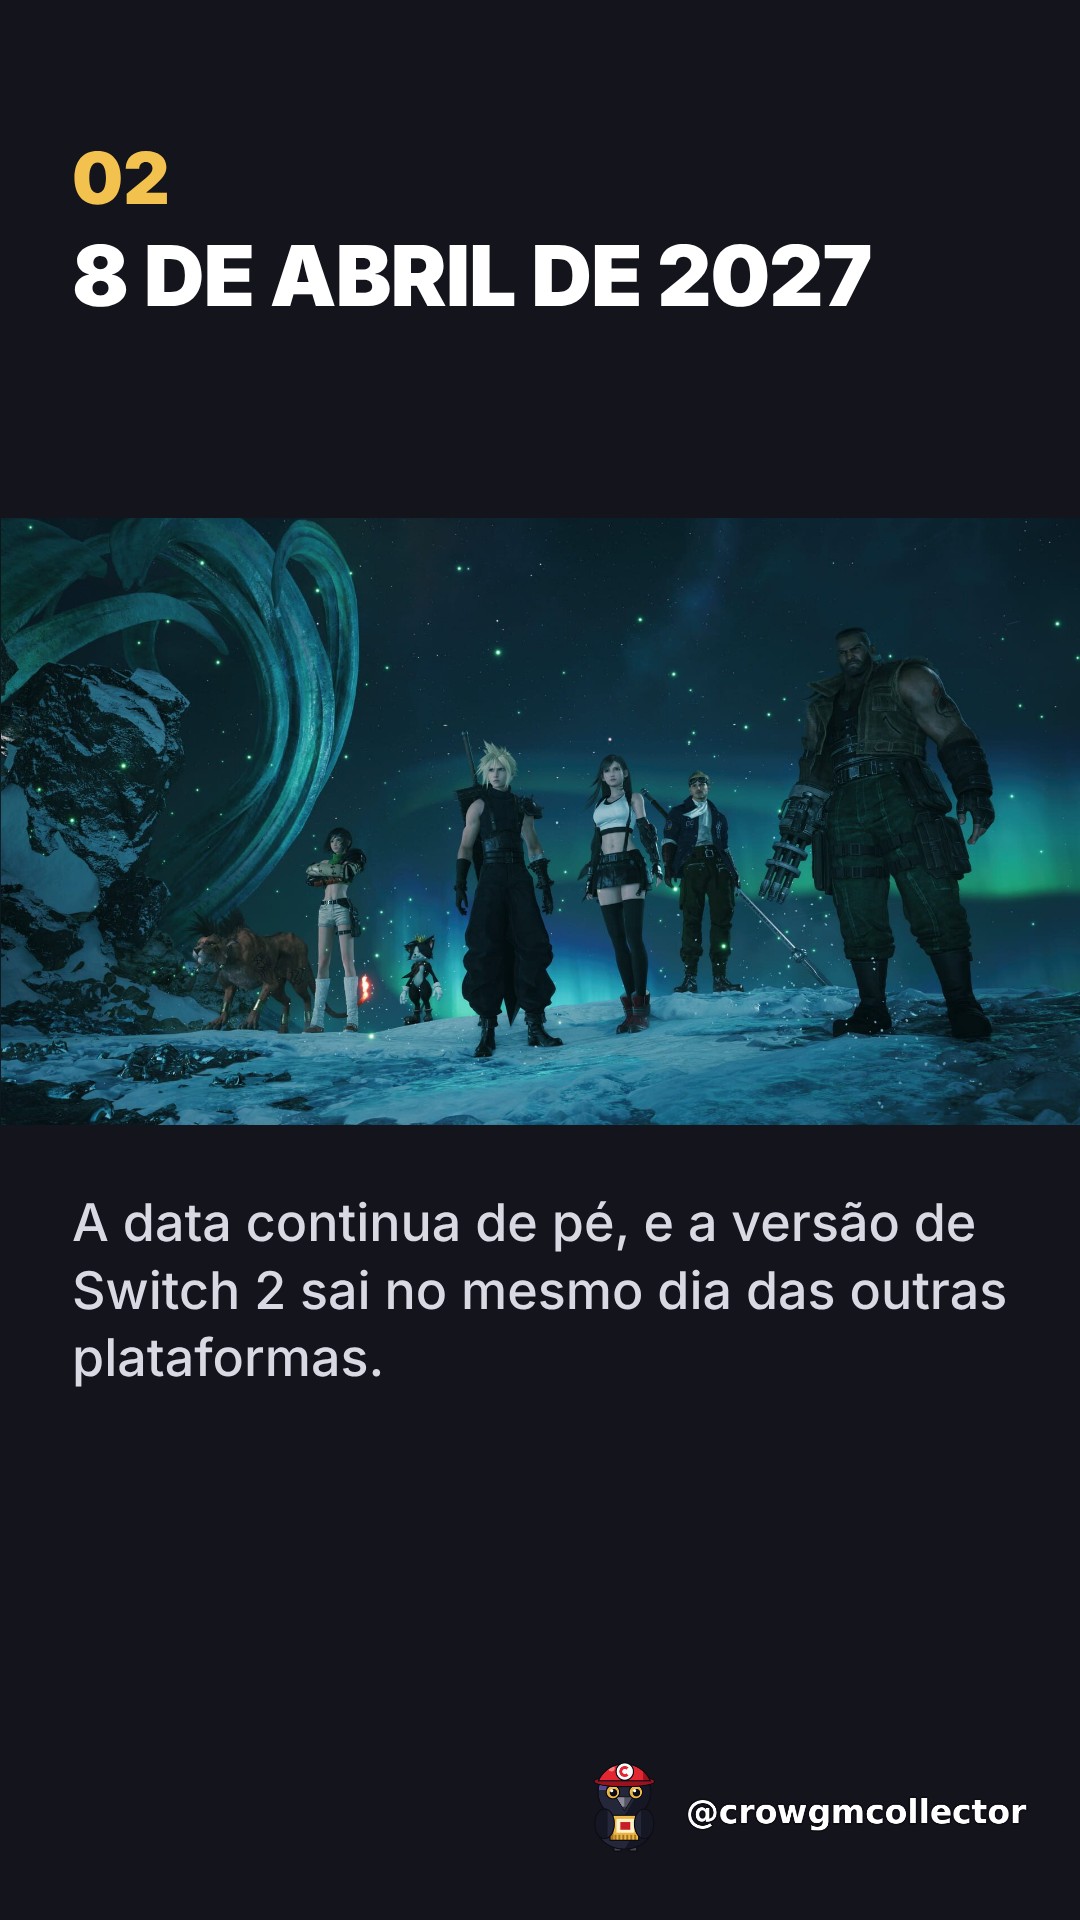 02
8 DE ABRIL DE 2027
A data continua de pé, e a versão de
Switch 2 sai no mesmo dia das outras
plataformas.
C
@crowgmcollector